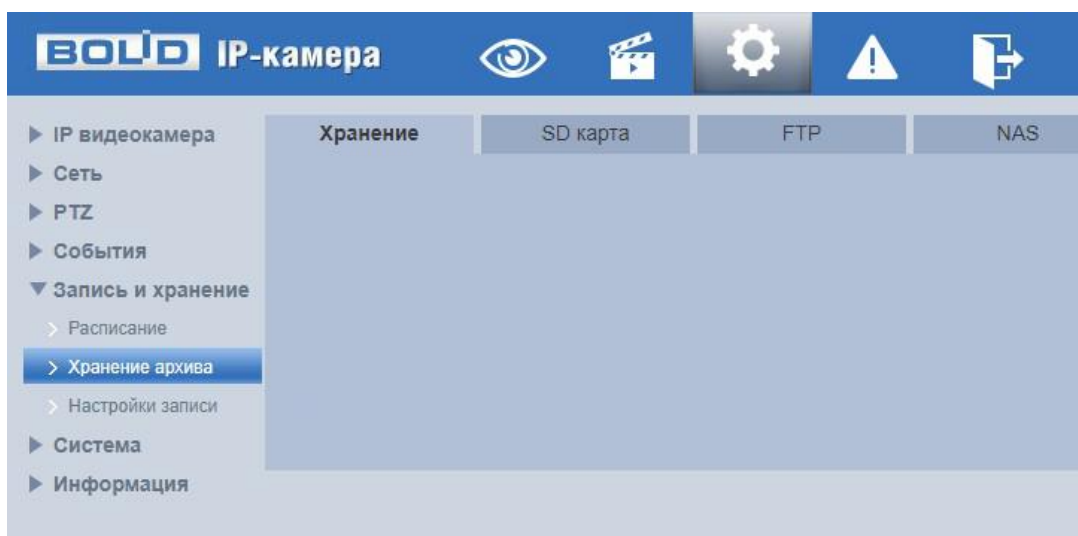 BOLID IP-камера
IP видеокамера
Сеть
PTZ
События
Запись и хранение
Расписание
Хранение архива
Настройки записи
Система
Информация
Хранение SD карта FTP NAS